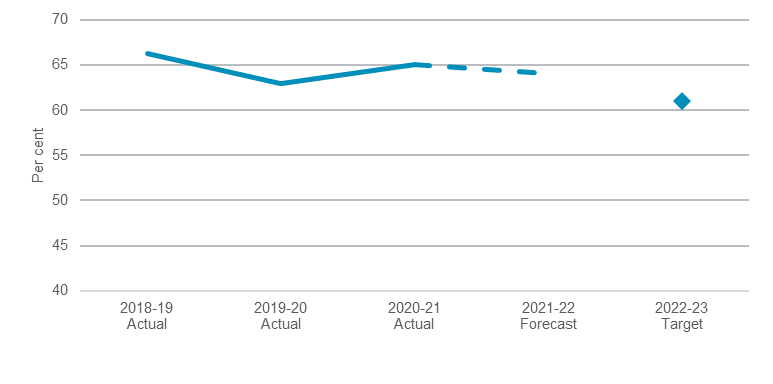 70
65
60
55
50
45
40
Per cent
2018-19
Actual
2019-20
Actual
2020-21
Actual
2021-22
Forecast
2022-23
Target